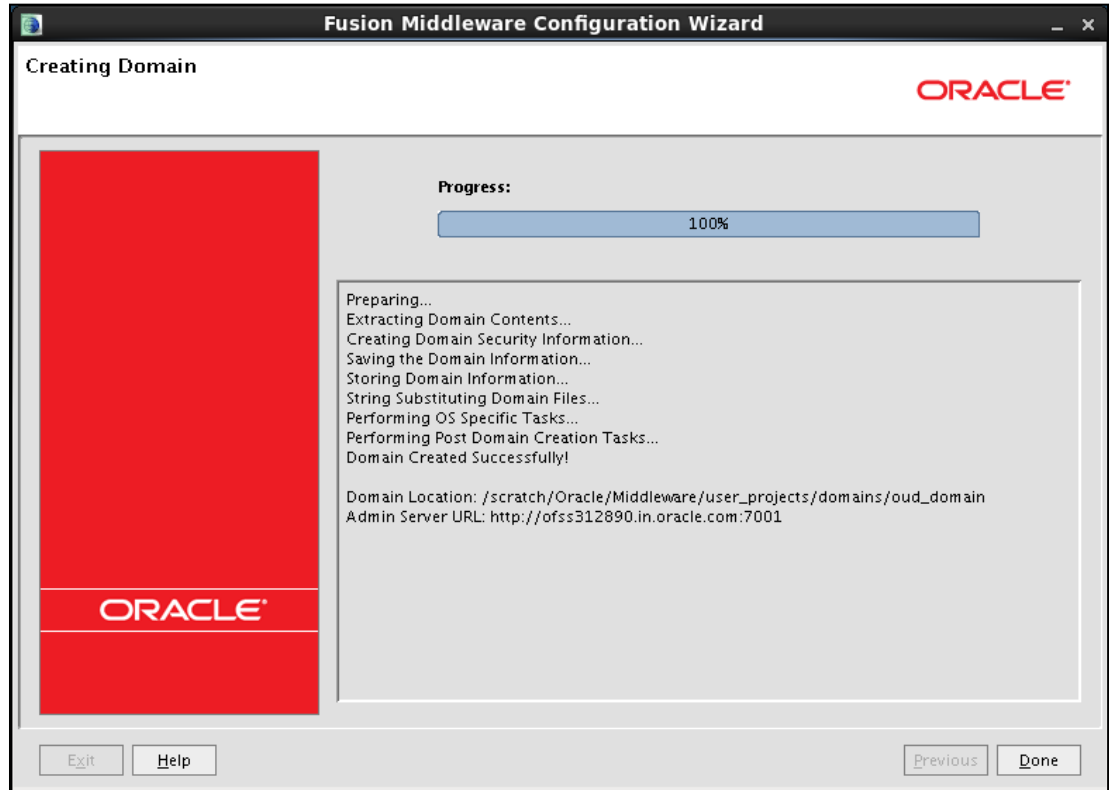 Fusion Middleware Configuration Wizard
Creating Domain
ORACLE
Progress:
100%
Preparing...
Extracting Domain Contents...
Creating Domain Security Information...
Saving the Domain Information...
Storing Domain Information...
String Substituting Domain Files...
Performing OS Specific Tasks...
Performing Post Domain Creation Tasks...
Domain Created Successfully!
Domain Location: /scratch/Oracle/Middleware/user_projects/domains/oud_domain
Admin Server URL: http://ofss312890.in.oracle.com:7001
ORACLE
Exit Help Previous Done